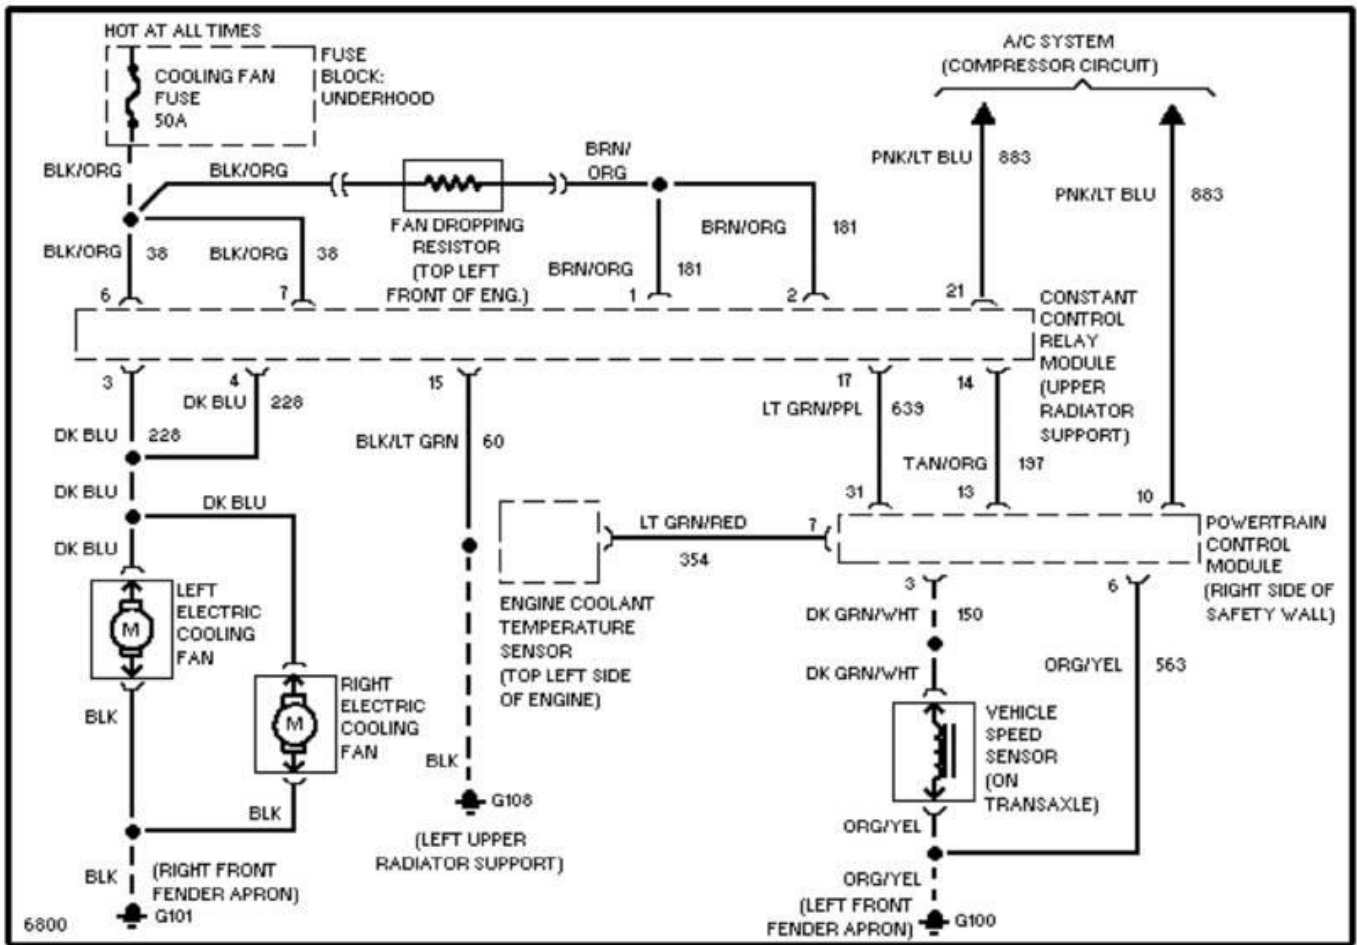 HOT AT ALL TIMES
COOLING FAN
FUSE
50A
FUSE
BLOCK:
UNDERHOOD
A/C SYSTEM
(COMPRESSOR CIRCUIT)
BLK/ORG
BLK/ORG
BRN/
ORG
PNK/LT BLU
883
PNK/LT BLU
883
FAN DROPPING
RESISTOR
(TOP LEFT
FRONT OF ENG.)
BLK/ORG
38
BLK/ORG
38
BRN/ORG
181
BRN/ORG
181
6
7
1
2
21
CONSTANT
CONTROL
RELAY
MODULE
(UPPER
RADIATOR
SUPPORT)
3
4
15
17
14
DK BLU
228
DK BLU
228
BLK/LT GRN
60
LT GRN/PPL
639
TAN/ORG
197
DK BLU
DK BLU
DK BLU
31
13
10
LT GRN/RED
7
354
POWERTRAIN
CONTROL
MODULE
(RIGHT SIDE OF
SAFETY WALL)
LEFT
ELECTRIC
COOLING
FAN
M
ENGINE COOLANT
TEMPERATURE
SENSOR
(TOP LEFT SIDE
OF ENGINE)
3
6
DK GRN/WHT
150
DK GRN/WHT
ORG/YEL
563
RIGHT
ELECTRIC
COOLING
FAN
M
VEHICLE
SPEED
SENSOR
(ON
TRANSAXLE)
BLK
BLK
BLK
G108
(LEFT UPPER
RADIATOR SUPPORT)
ORG/YEL
BLK
(RIGHT FRONT
FENDER APRON)
G101
ORG/YEL
(LEFT FRONT
FENDER APRON)
G100
6800